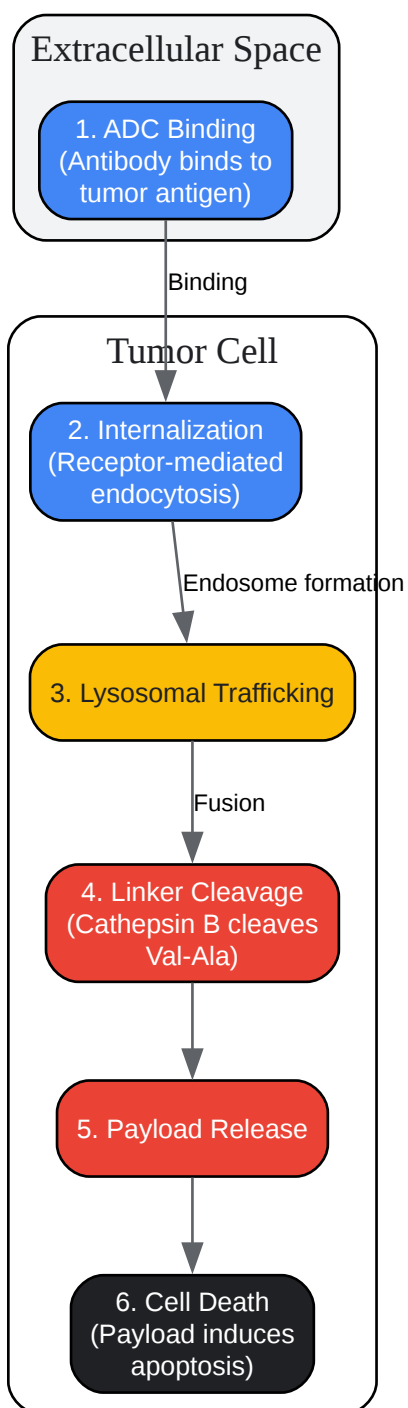 Extracellular Space
1. ADC Binding
(Antibody binds to
tumor antigen)
Binding
Tumor Cell
2. Internalization
(Receptor-mediated
endocytosis)
Endosome formation
3. Lysosomal Trafficking
Fusion
4. Linker Cleavage
(Cathepsin B cleaves
Val-Ala)
5. Payload Release
6. Cell Death
(Payload induces
apoptosis)